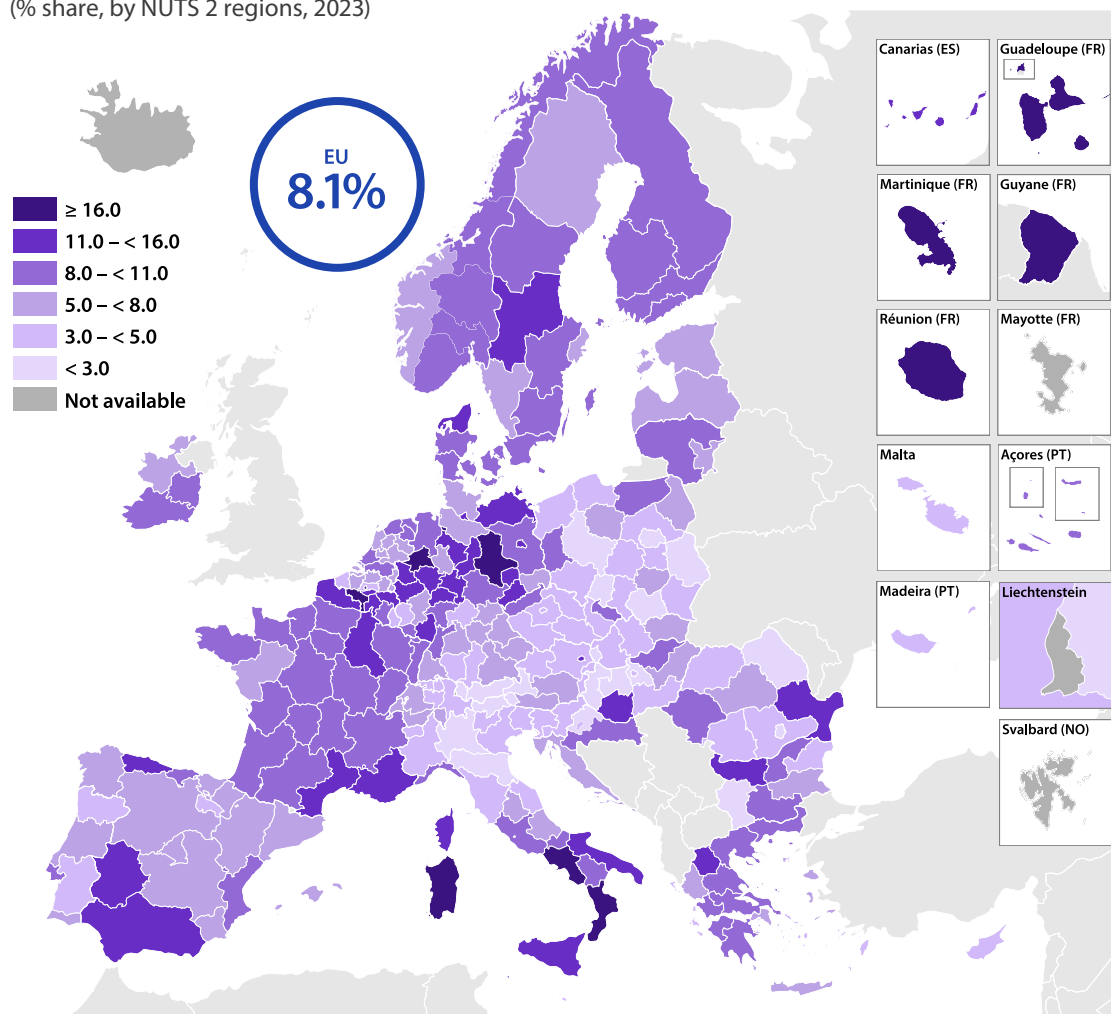 (% share, by NUTS 2 regions, 2023)
EU
8.1%
≥ 16.0
11.0 – < 16.0
8.0 – < 11.0
5.0 – < 8.0
3.0 – < 5.0
< 3.0
Not available
Canarias (ES)
Guadeloupe (FR)
Martinique (FR)
Guyane (FR)
Réunion (FR)
Mayotte (FR)
Malta
Açores (PT)
Madeira (PT)
Liechtenstein
Svalbard (NO)